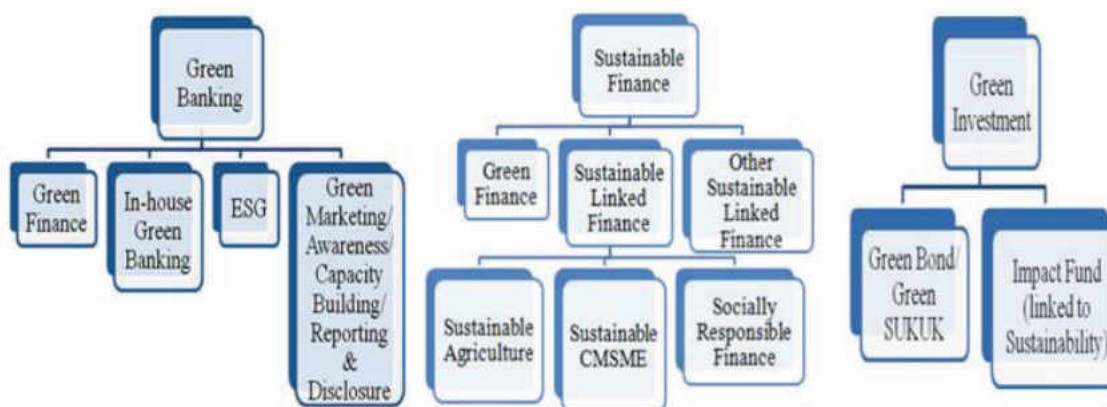 Green
Banking
Green
Finance
In-house
Green
Banking
ESG
Green
Marketing/
Awareness/
Capacity
Building/
Reporting
&
Disclosure
Sustainable
Finance
Green
Finance
Sustainable
Linked
Finance
Other
Sustainable
Linked
Finance
Sustainable
Agriculture
Sustainable
CMSME
Socially
Responsible
Finance
Green
Investment
Green Bond/
Green
SUKUK
Impact Fund
(linked to
Sustainability)